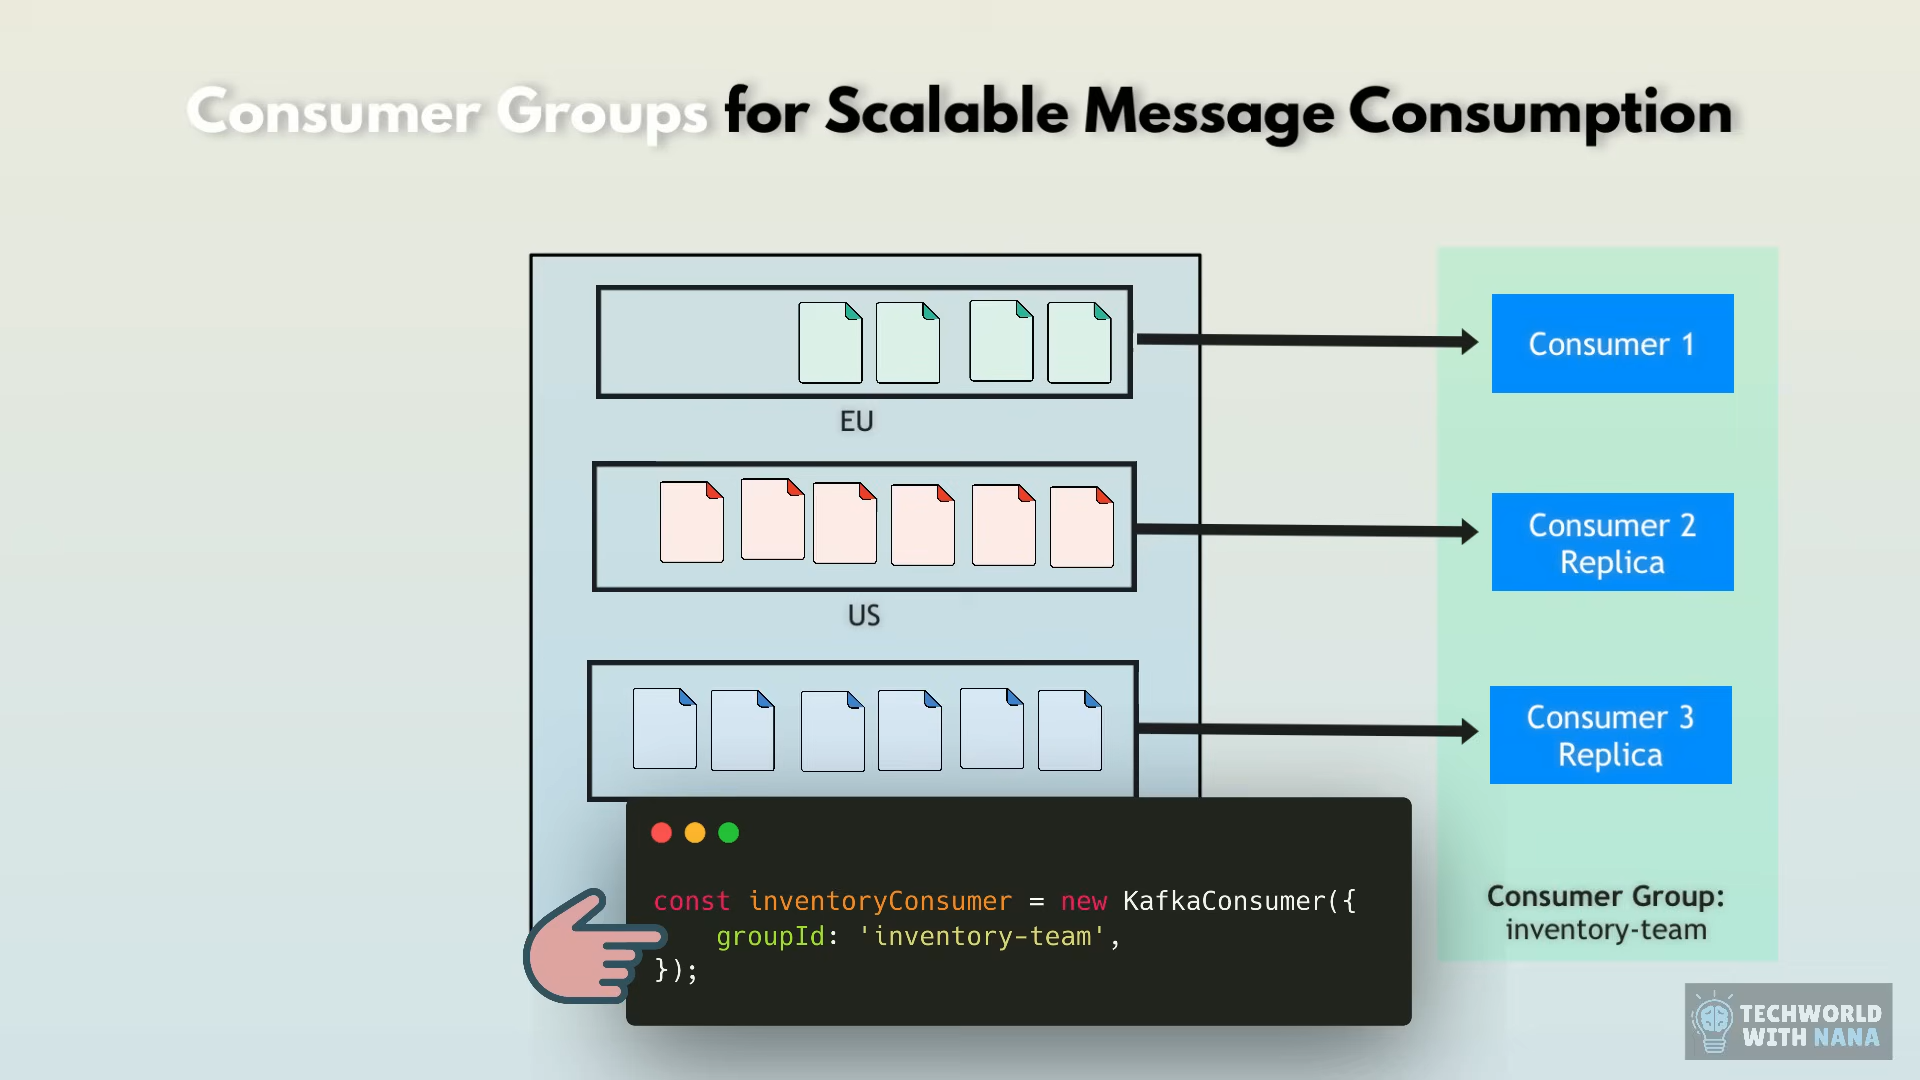 Consumer Groups for Scalable Message Consumption
EU
US
Consumer 1
Consumer 2
Replica
Consumer 3
Replica
const inventoryConsumer = new KafkaConsumer({
groupId: 'inventory-team',
});
Consumer Group:
inventory-team
TECHWORLD
WITH NANA